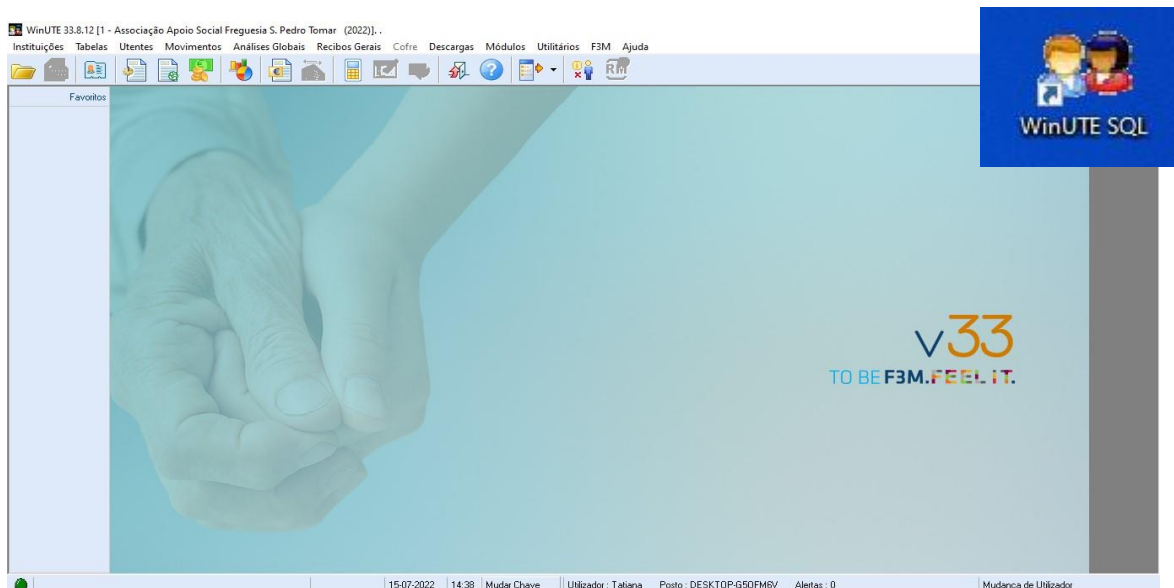 WinUTE 33.8.12 [1 - Associação Apoio Social Freguesia S. Pedro Tomar (2022)]. .
Instituições Tabelas Utentes Movimentos Análises Globais Recibos Gerais Cofre Descargas Módulos Utilitários F3M Ajuda
WinUTE SQL
Favoritos
v33
TO BE F3M.FEEL IT.
15-07-2022 14:38 Mudar Chave Utilizador : Tatiana Posto : DESKTOP-G5OFM6V Alertas : 0 Mudança de Utilizador